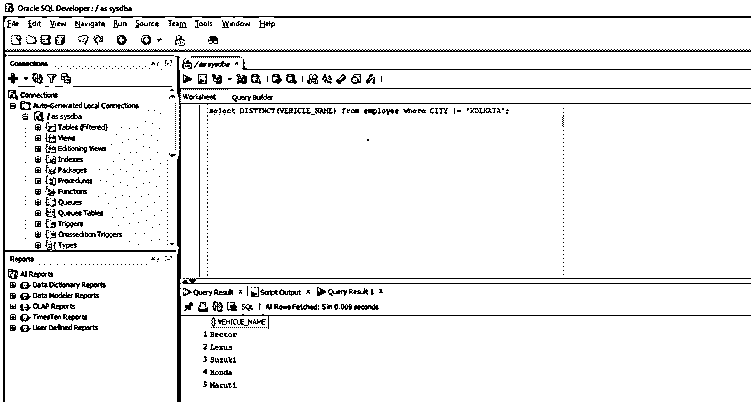 Oracle SQL Developer : / as sysdba
File Edit View Navigate Run Source Team Tools Window Help
Connections
Connections
Auto-Generated Local Connections
/ as sysdba
Tables (Filtered)
Views
Editioning Views
Indexes
Packages
Procedures
Functions
Queues
Queues Tables
Triggers
Crossedition Triggers
Types
Reports
All Reports
Data Dictionary Reports
Data Modeler Reports
OLAP Reports
TimesTen Reports
User Defined Reports
/ as sysdba
Worksheet Query Builder
select DISTINCT(VEHICLE_NAME) from employee where CITY != 'KOLKATA';
Query Result x Script Output x Query Result 1 x
SQL | All Rows Fetched: 5 in 0.009 seconds
VEHICLE_NAME
1 Hector
2 Lexus
3 Suzuki
4 Honda
5 Maruti